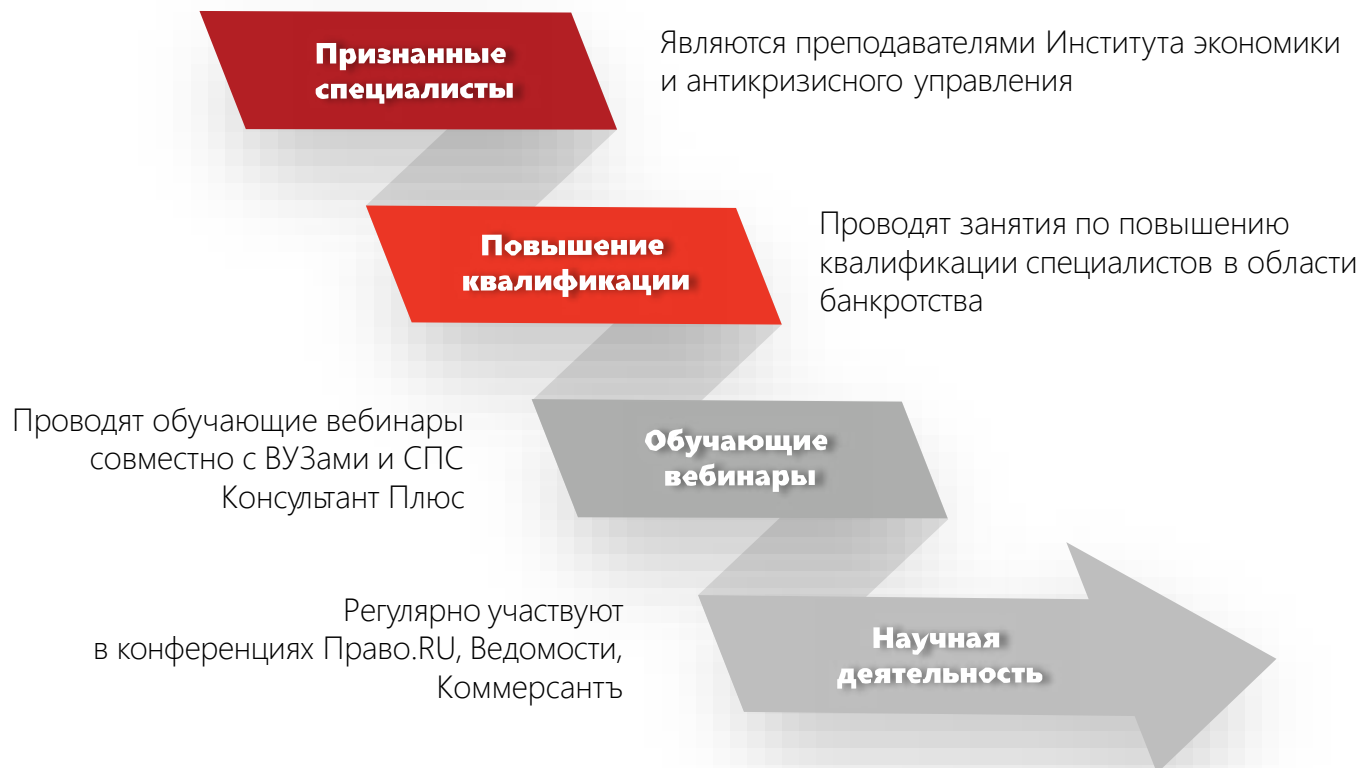 Признанные
специалисты
Являются преподавателями Института экономики
и антикризисного управления
Повышение
квалификации
Проводят занятия по повышению
квалификации специалистов в области
банкротства
Проводят обучающие вебинары
совместно с ВУЗами и СПС
Консультант Плюс
Обучающие
вебинары
Регулярно участвуют
в конференциях Право.RU, Ведомости,
Коммерсантъ
Научная
деятельность